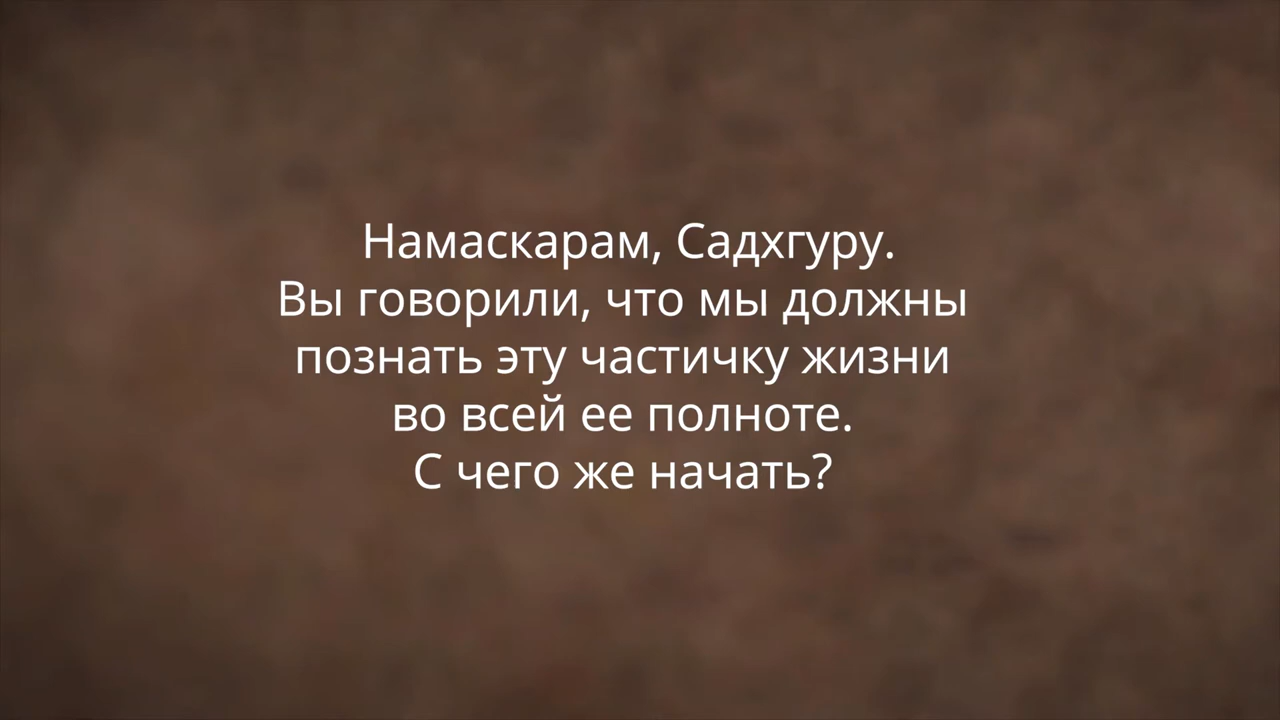 Намаскарам, Садхгуру.
Вы говорили, что мы должны
познать эту частичку жизни
во всей ее полноте.
С чего же начать?